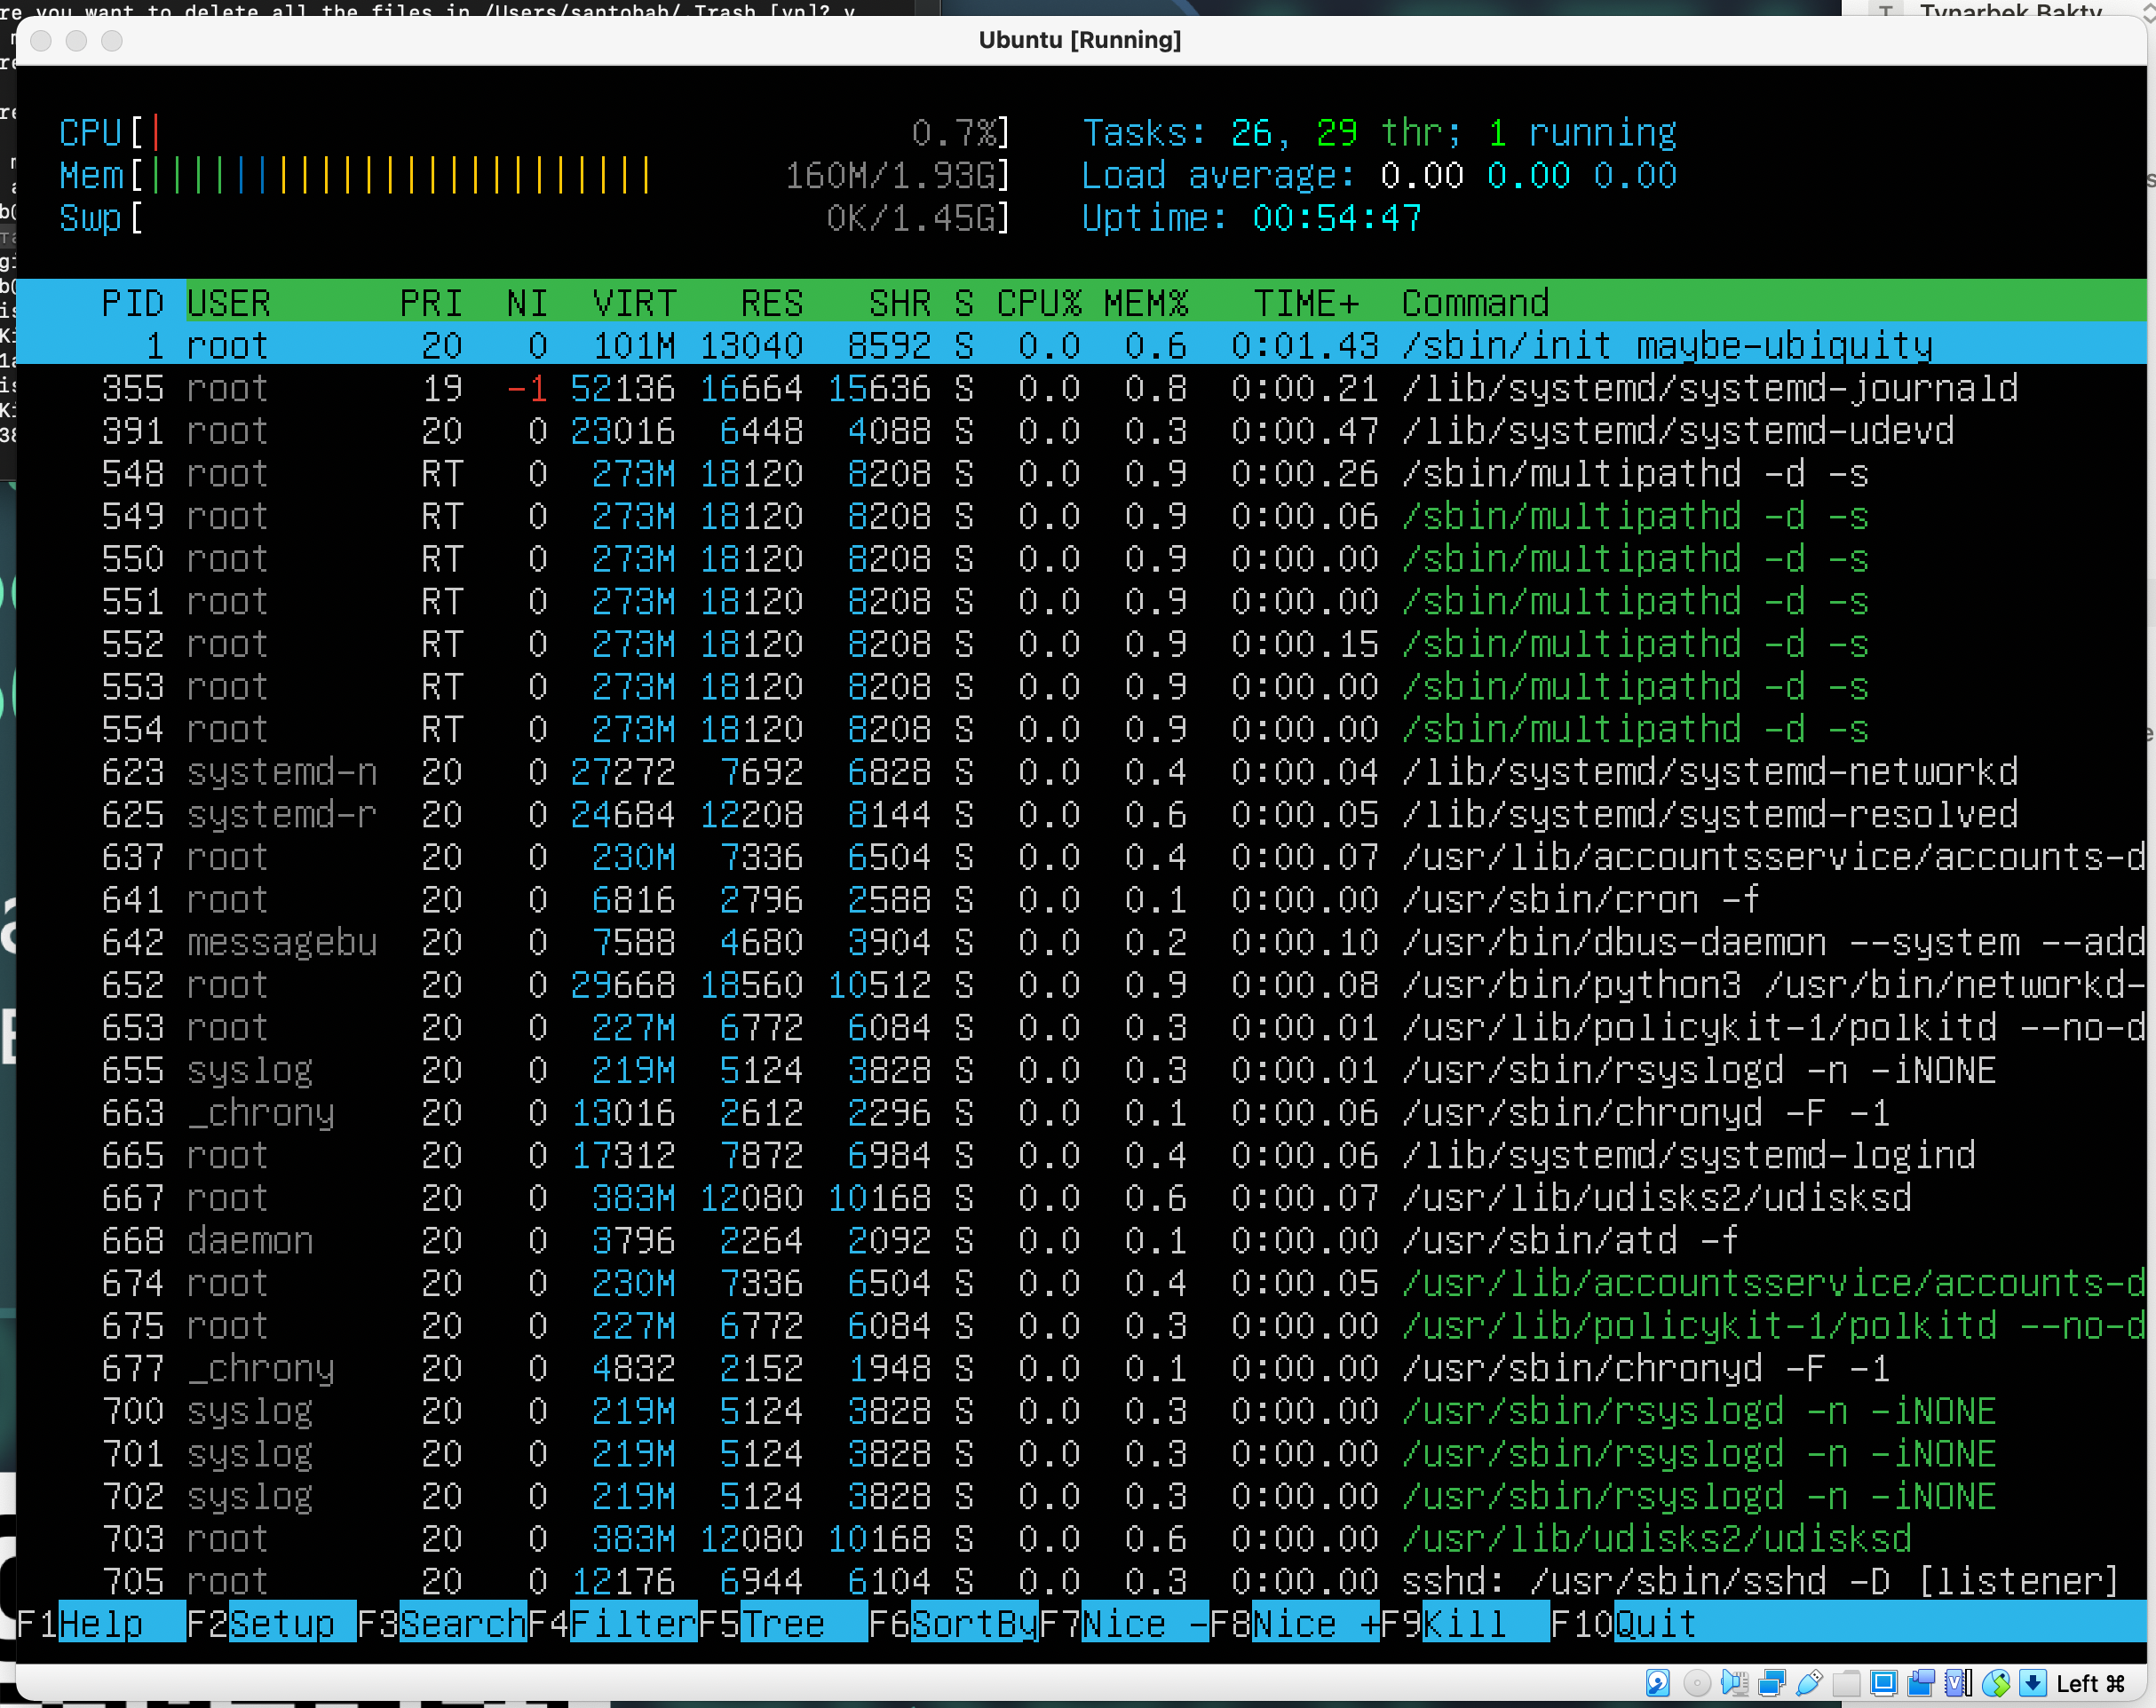 re you want to delete all the files in /Users/santobab/.Trash [yn]? y
Tynarbek Bakty
Ubuntu [Running]
CPU[| 0.7%] Tasks: 26, 29 thr; 1 running
Mem[|||||||||||||||||||||||| 160M/1.93G] Load average: 0.00 0.00 0.00
Swp[ 0K/1.45G] Uptime: 00:54:47
PID USER PRI NI VIRT RES SHR S CPU% MEM% TIME+ Command
1 root 20 0 101M 13040 8592 S 0.0 0.6 0:01.43 /sbin/init maybe-ubiquity
355 root 19 -1 52136 16664 15636 S 0.0 0.8 0:00.21 /lib/systemd/systemd-journald
391 root 20 0 23016 6448 4088 S 0.0 0.3 0:00.47 /lib/systemd/systemd-udevd
548 root RT 0 273M 18120 8208 S 0.0 0.9 0:00.26 /sbin/multipathd -d -s
549 root RT 0 273M 18120 8208 S 0.0 0.9 0:00.06 /sbin/multipathd -d -s
550 root RT 0 273M 18120 8208 S 0.0 0.9 0:00.00 /sbin/multipathd -d -s
551 root RT 0 273M 18120 8208 S 0.0 0.9 0:00.00 /sbin/multipathd -d -s
552 root RT 0 273M 18120 8208 S 0.0 0.9 0:00.15 /sbin/multipathd -d -s
553 root RT 0 273M 18120 8208 S 0.0 0.9 0:00.00 /sbin/multipathd -d -s
554 root RT 0 273M 18120 8208 S 0.0 0.9 0:00.00 /sbin/multipathd -d -s
623 systemd-n 20 0 27272 7692 6828 S 0.0 0.4 0:00.04 /lib/systemd/systemd-networkd
625 systemd-r 20 0 24684 12208 8144 S 0.0 0.6 0:00.05 /lib/systemd/systemd-resolved
637 root 20 0 230M 7336 6504 S 0.0 0.4 0:00.07 /usr/lib/accountsservice/accounts-d
641 root 20 0 6816 2796 2588 S 0.0 0.1 0:00.00 /usr/sbin/cron -f
642 messagebu 20 0 7588 4680 3904 S 0.0 0.2 0:00.10 /usr/bin/dbus-daemon --system --add
652 root 20 0 29668 18560 10512 S 0.0 0.9 0:00.08 /usr/bin/python3 /usr/bin/networkd-
653 root 20 0 227M 6772 6084 S 0.0 0.3 0:00.01 /usr/lib/policykit-1/polkitd --no-d
655 syslog 20 0 219M 5124 3828 S 0.0 0.3 0:00.01 /usr/sbin/rsyslogd -n -iNONE
663 _chrony 20 0 13016 2612 2296 S 0.0 0.1 0:00.06 /usr/sbin/chronyd -F -1
665 root 20 0 17312 7872 6984 S 0.0 0.4 0:00.06 /lib/systemd/systemd-logind
667 root 20 0 383M 12080 10168 S 0.0 0.6 0:00.07 /usr/lib/udisks2/udisksd
668 daemon 20 0 3796 2264 2092 S 0.0 0.1 0:00.00 /usr/sbin/atd -f
674 root 20 0 230M 7336 6504 S 0.0 0.4 0:00.05 /usr/lib/accountsservice/accounts-d
675 root 20 0 227M 6772 6084 S 0.0 0.3 0:00.00 /usr/lib/policykit-1/polkitd --no-d
677 _chrony 20 0 4832 2152 1948 S 0.0 0.1 0:00.00 /usr/sbin/chronyd -F -1
700 syslog 20 0 219M 5124 3828 S 0.0 0.3 0:00.00 /usr/sbin/rsyslogd -n -iNONE
701 syslog 20 0 219M 5124 3828 S 0.0 0.3 0:00.00 /usr/sbin/rsyslogd -n -iNONE
702 syslog 20 0 219M 5124 3828 S 0.0 0.3 0:00.00 /usr/sbin/rsyslogd -n -iNONE
703 root 20 0 383M 12080 10168 S 0.0 0.6 0:00.00 /usr/lib/udisks2/udisksd
705 root 20 0 12176 6944 6104 S 0.0 0.3 0:00.00 sshd: /usr/sbin/sshd -D [listener]
F1Help F2Setup F3SearchF4FilterF5Tree F6SortByF7Nice -F8Nice +F9Kill F10Quit
Left ⌘